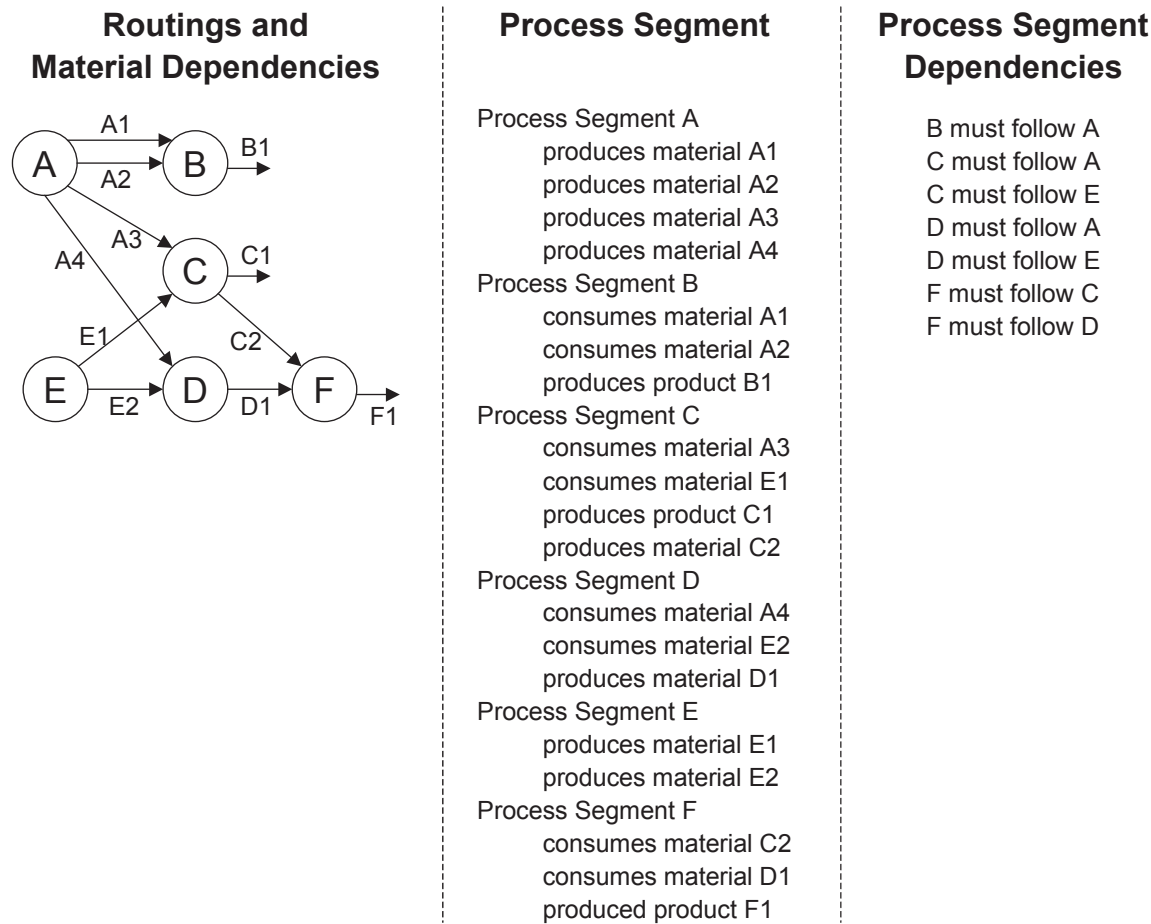 Routings and
Material Dependencies
A1
A
A2
B
B1
A3
A4
C
C1
E1
C2
E
E2
D
D1
F
F1
Process Segment
Process Segment A
produces material A1
produces material A2
produces material A3
produces material A4
Process Segment B
consumes material A1
consumes material A2
produces product B1
Process Segment C
consumes material A3
consumes material E1
produces product C1
produces material C2
Process Segment D
consumes material A4
consumes material E2
produces material D1
Process Segment E
produces material E1
produces material E2
Process Segment F
consumes material C2
consumes material D1
produced product F1
Process Segment
Dependencies
B must follow A
C must follow A
C must follow E
D must follow A
D must follow E
F must follow C
F must follow D